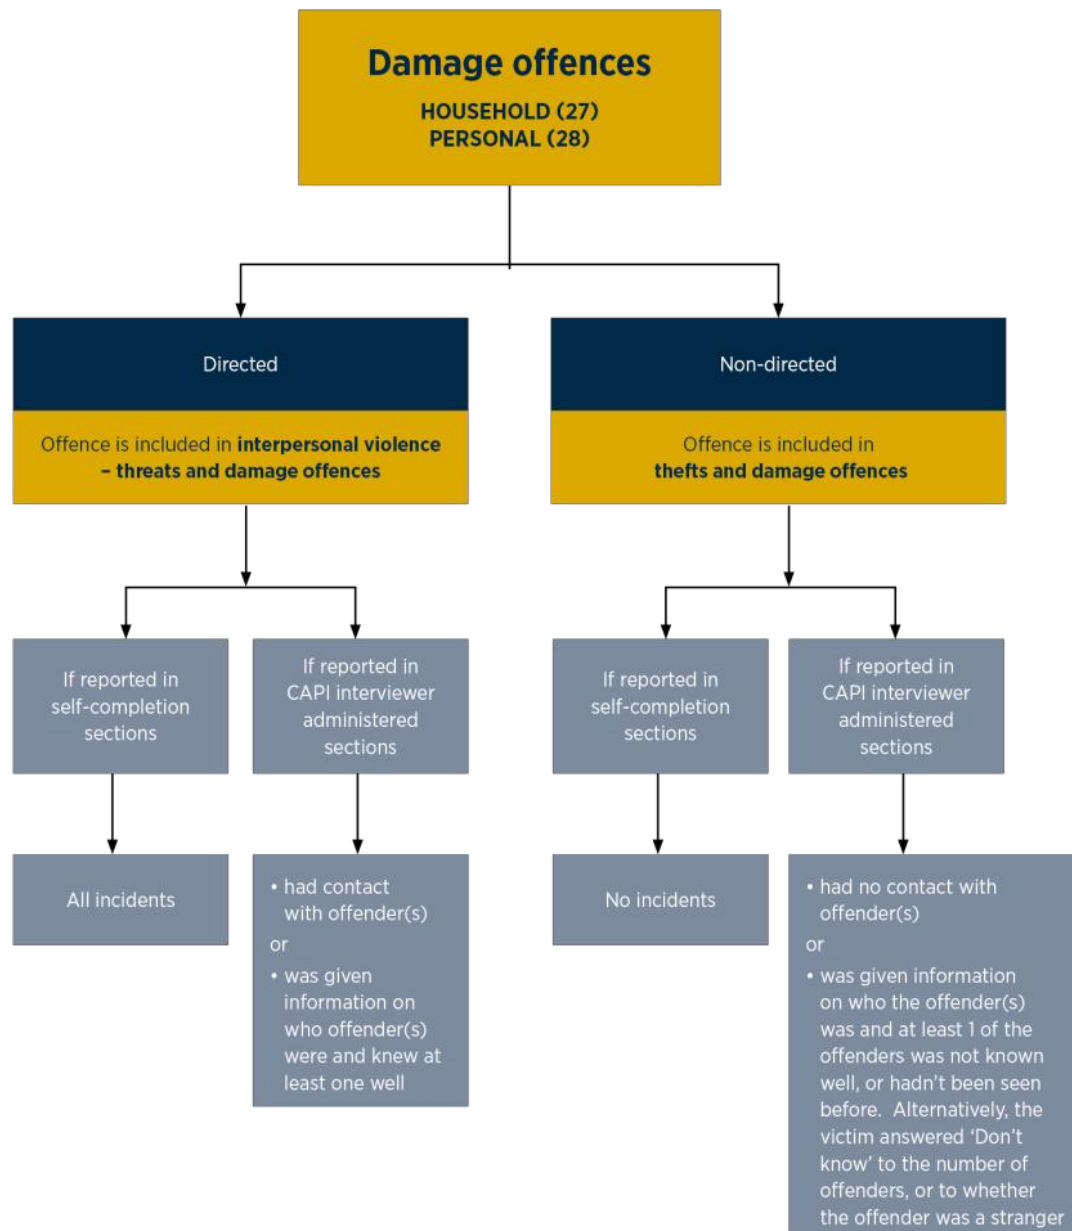 Damage offences
HOUSEHOLD (27)
PERSONAL (28)
Directed
Offence is included in interpersonal violence
– threats and damage offences
Non-directed
Offence is included in
thefts and damage offences
If reported in
self-completion
sections
If reported in
CAPI interviewer
administered
sections
If reported in
self-completion
sections
If reported in
CAPI interviewer
administered
sections
All incidents
• had contact
with offender(s)
or
• was given
information on
who offender(s)
were and knew at
least one well
No incidents
• had no contact with
offender(s)
or
• was given information
on who the offender(s)
was and at least 1 of the
offenders was not known
well, or hadn't been seen
before. Alternatively, the
victim answered ‘Don't
know’ to the number of
offenders, or to whether
the offender was a stranger